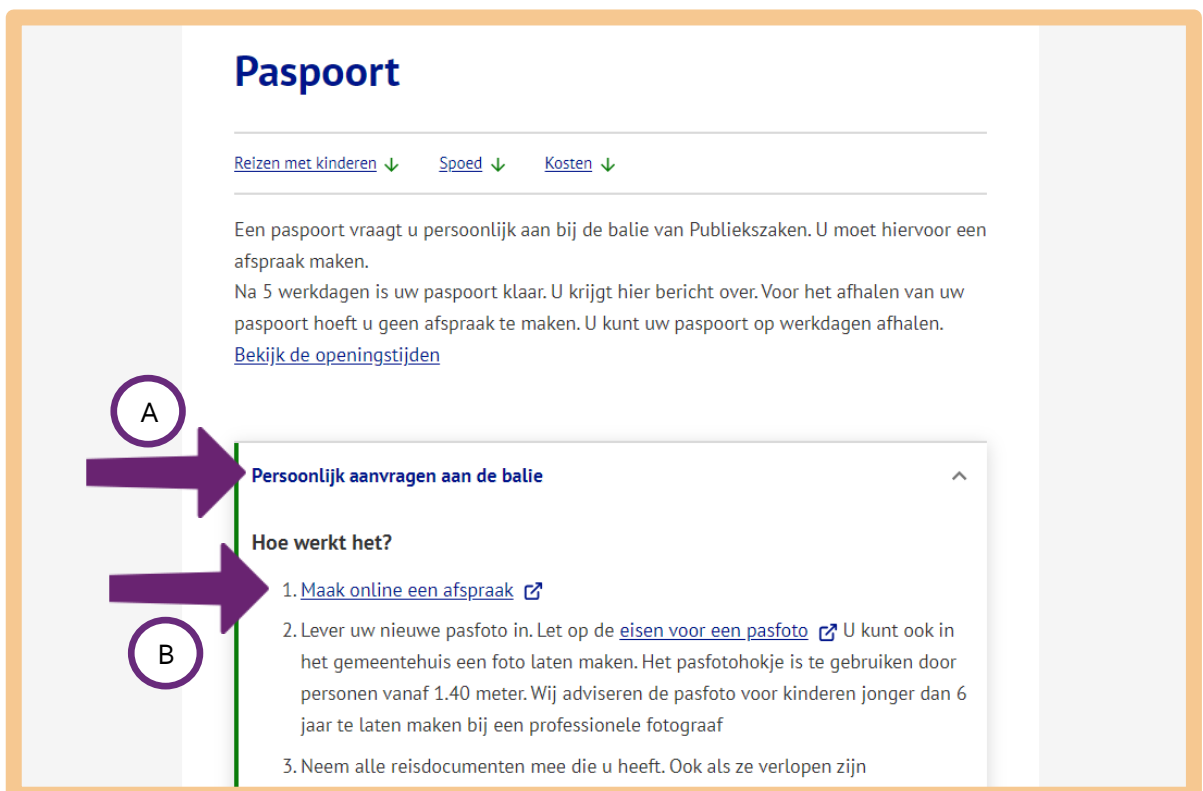 Paspoort
Reizen met kinderen ↓ Spoed ↓ Kosten ↓
Een paspoort vraagt u persoonlijk aan bij de balie van Publiekszaken. U moet hiervoor een
afspraak maken.
Na 5 werkdagen is uw paspoort klaar. U krijgt hier bericht over. Voor het afhalen van uw
paspoort hoeft u geen afspraak te maken. U kunt uw paspoort op werkdagen afhalen.
Bekijk de openingstijden
A
Persoonlijk aanvragen aan de balie
Hoe werkt het?
1. Maak online een afspraak
B
2. Lever uw nieuwe pasfoto in. Let op de eisen voor een pasfoto U kunt ook in
het gemeentehuis een foto laten maken. Het pasfotohokje is te gebruiken door
personen vanaf 1.40 meter. Wij adviseren de pasfoto voor kinderen jonger dan 6
jaar te laten maken bij een professionele fotograaf
3. Neem alle reisdocumenten mee die u heeft. Ook als ze verlopen zijn